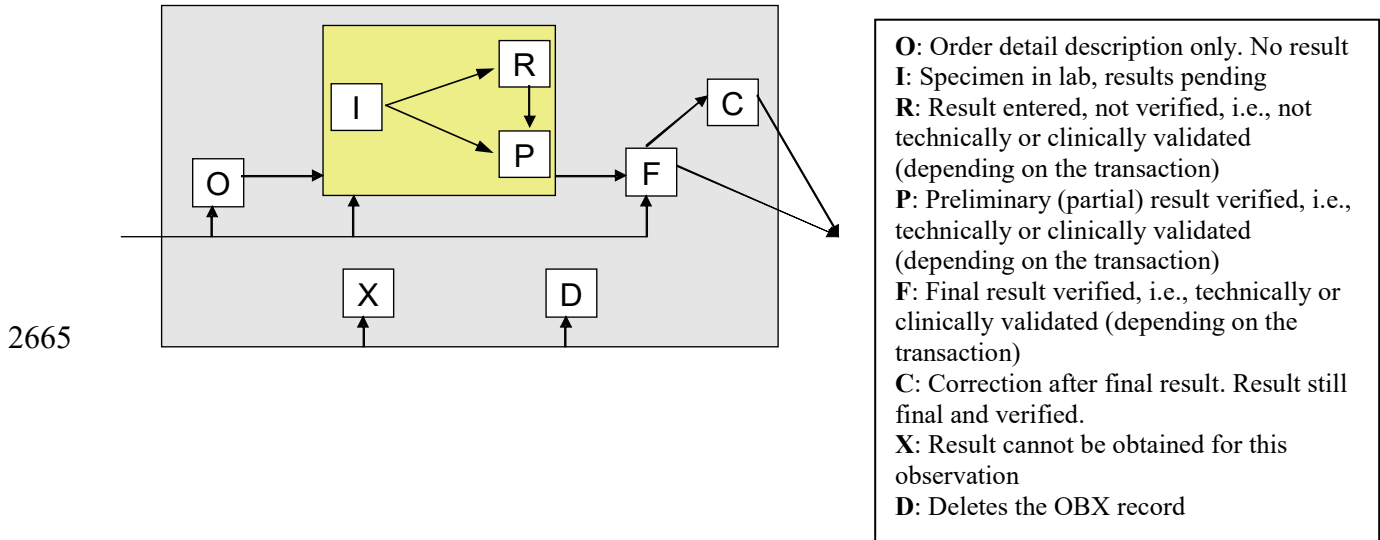 R
I
C
P
O
F
X
D
2665
O: Order detail description only. No result
I: Specimen in lab, results pending
R: Result entered, not verified, i.e., not
technically or clinically validated
(depending on the transaction)
P: Preliminary (partial) result verified, i.e.,
technically or clinically validated
(depending on the transaction)
F: Final result verified, i.e., technically or
clinically validated (depending on the
transaction)
C: Correction after final result. Result still
final and verified.
X: Result cannot be obtained for this
observation
D: Deletes the OBX record